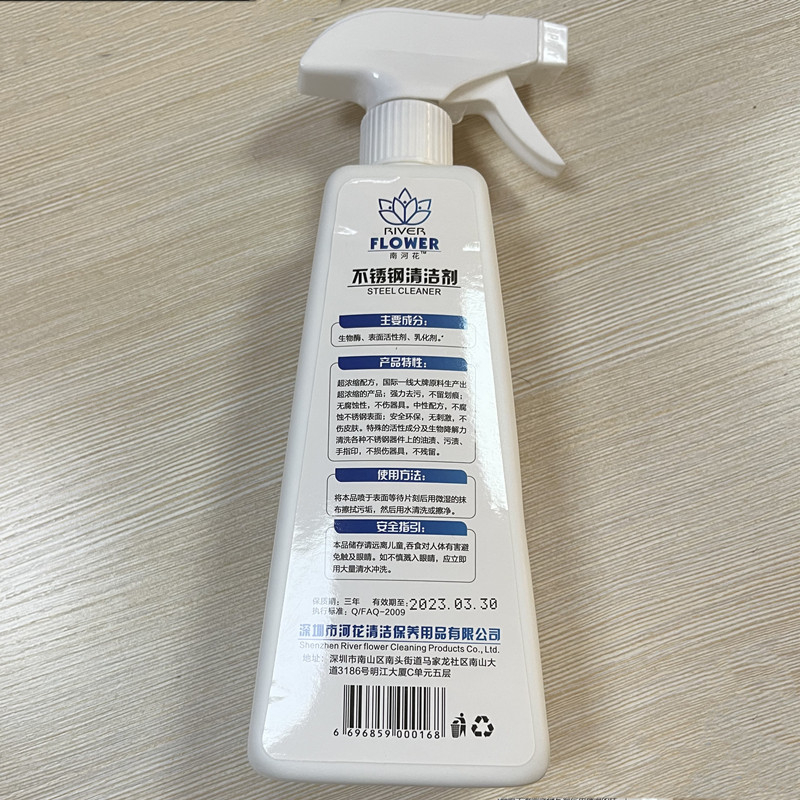 RIVER
FLOWER
南河花™
不锈钢清洁剂
STEEL CLEANER
主要成分：
生物酶、表面活性剂、乳化剂。
产品特性：
超浓缩配方，国际一线大牌原料生产出
超浓缩的产品；强力去污，不留划痕；
无腐蚀性，不伤器具。中性配方，不腐
蚀不锈钢表面；安全环保，无刺激，不
伤皮肤。特殊的活性成分及生物降解力
清洗各种不锈钢器件上的油渍、污渍、
手指印，不损伤器具，不残留。
使用方法：
将本品喷于表面等待片刻后用微湿的抹
布擦拭污垢，然后用水清洗或擦净。
安全指引：
本品储存请远离儿童,吞食对人体有害避
免触及眼睛。如不慎溅入眼睛，应立即
用大量清水冲洗。
保质期：三年 有效期至：2023.03.30
执行标准：Q/FAQ-2009
深圳市河花清洁保养用品有限公司
Shenzhen River flower Cleaning Products Co., Ltd.
地址：深圳市南山区南头街道马家龙社区南山大
道3186号明江大厦C单元五层
6 696859 000168